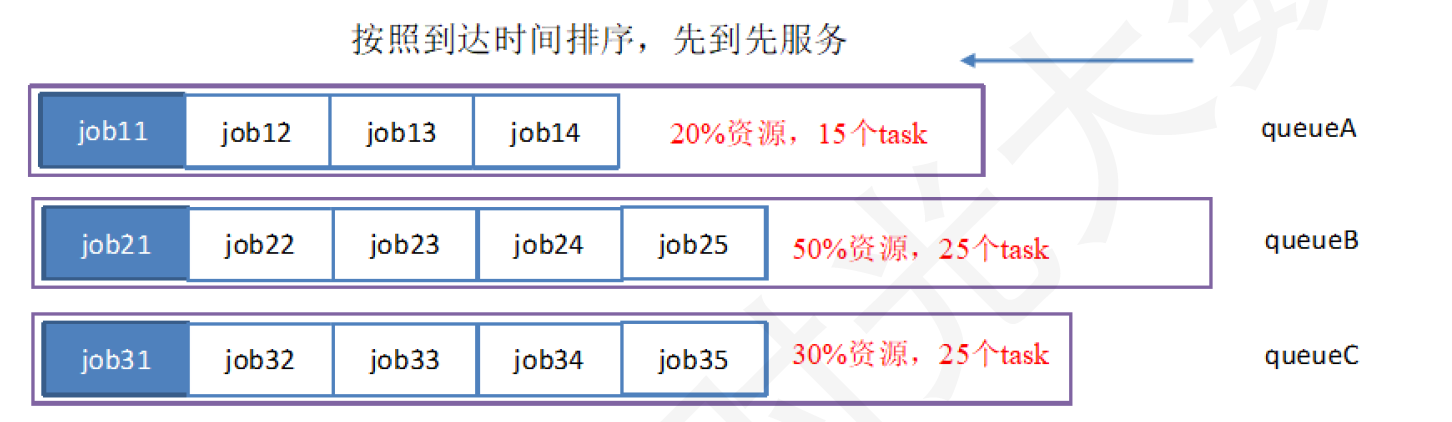 按照到达时间排序，先到先服务
job11 job12 job13 job14 20%资源，15个task queueA
job21 job22 job23 job24 job25 50%资源，25个task queueB
job31 job32 job33 job34 job35 30%资源，25个task queueC